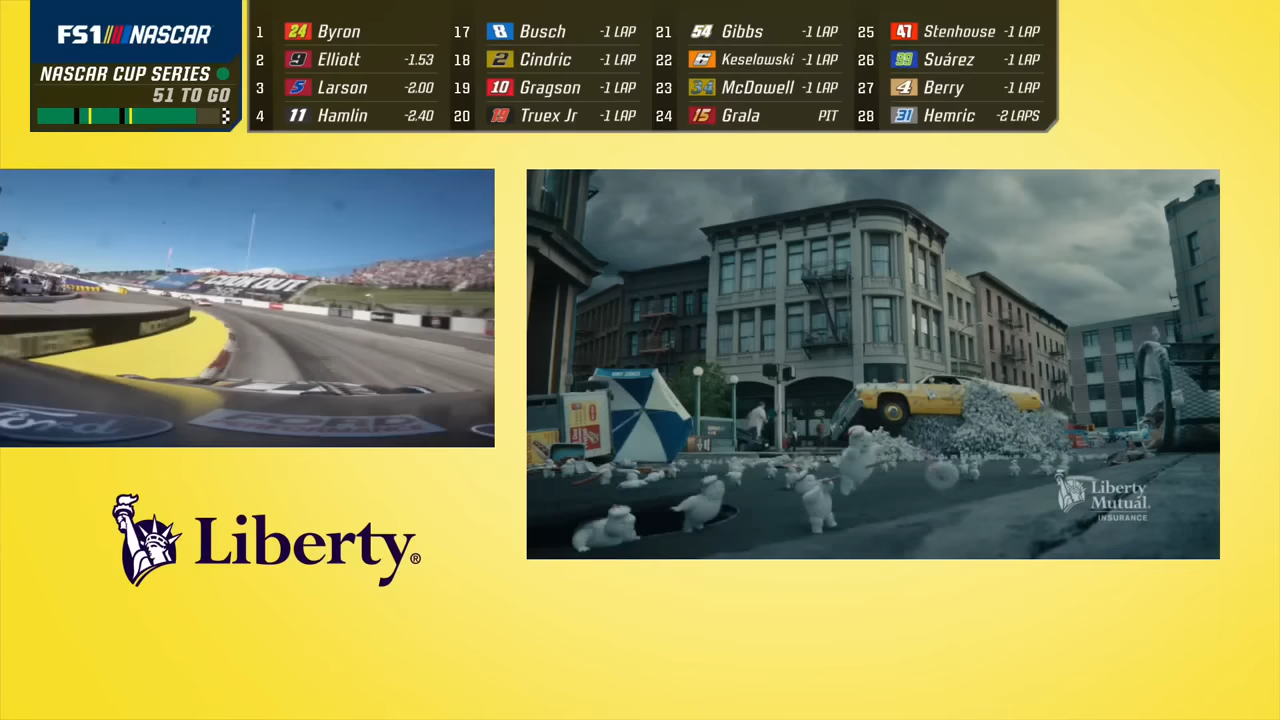 FS1 NASCAR
NASCAR CUP SERIES
51 TO GO
1 24 Byron
2 9 Elliott -1.53
3 5 Larson -2.00
4 11 Hamlin -2.40
17 8 Busch -1 LAP
18 2 Cindric -1 LAP
19 10 Gragson -1 LAP
20 19 Truex Jr -1 LAP
21 54 Gibbs -1 LAP
22 6 Keselowski -1 LAP
23 34 McDowell -1 LAP
24 15 Grala PIT
25 47 Stenhouse -1 LAP
26 99 Suárez -1 LAP
27 4 Berry -1 LAP
28 31 Hemric -2 LAPS
COOK OUT
Ford
FORD
Liberty®
Liberty
Mutual.
INSURANCE